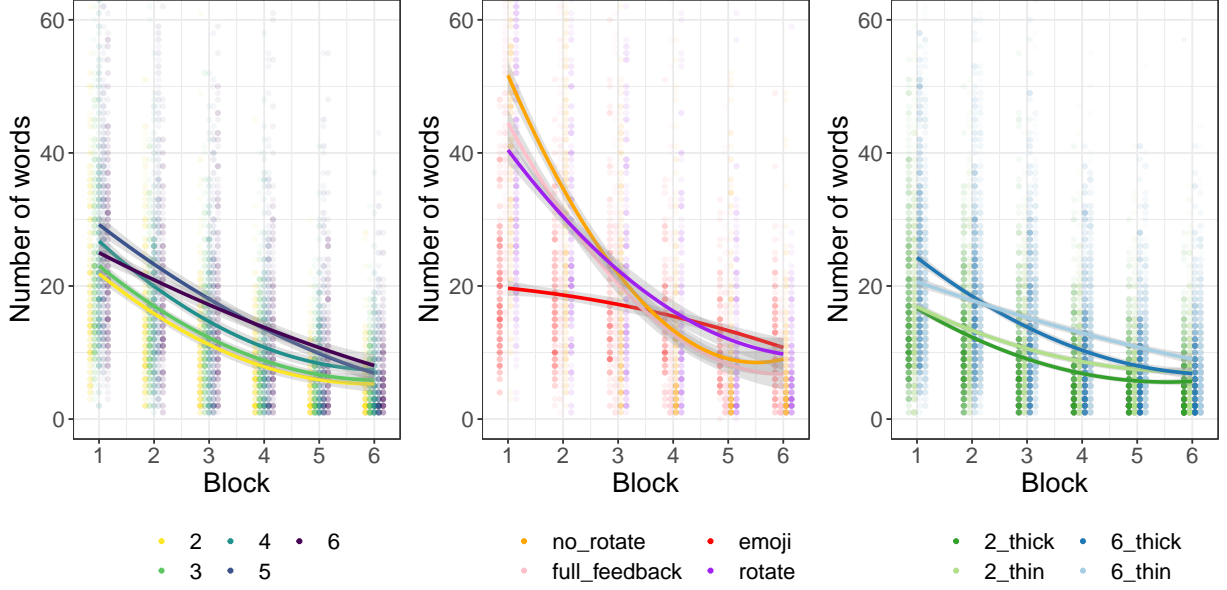 Number of words
60
40
20
0
1 2 3 4 5 6
Block
2 4 6
3 5
Number of words
60
40
20
0
1 2 3 4 5 6
Block
no_rotate emoji
full_feedback rotate
Number of words
60
40
20
0
1 2 3 4 5 6
Block
2_thick 6_thick
2_thin 6_thin